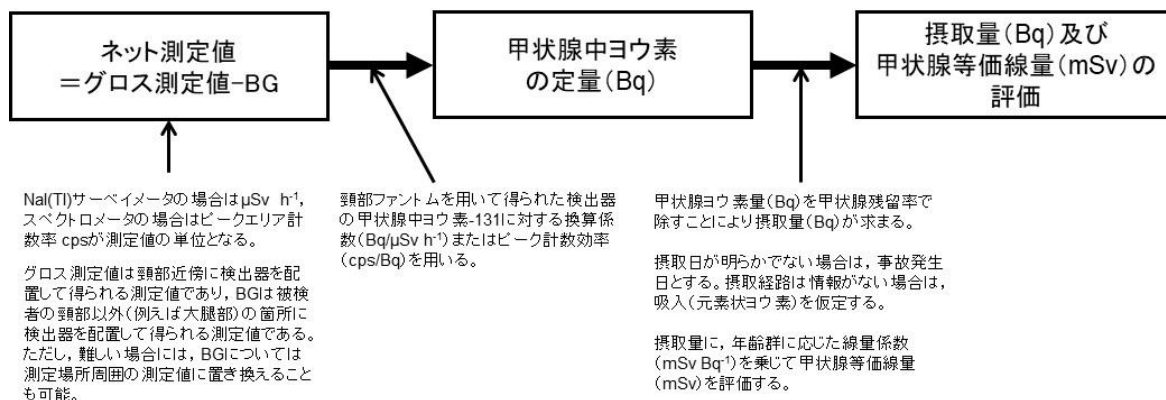 ネット測定値
＝グロス測定値-BG
甲状腺中ヨウ素
の定量(Bq)
摂取量(Bq)及び
甲状腺等価線量(mSv)の
評価
NaI(Tl)サーベイメータの場合はμSv h⁻¹,
スペクトロメータの場合はピークエリア計
数率 cpsが測定値の単位となる。
グロス測定値は頸部近傍に検出器を配
置して得られる測定値であり, BGは被検
者の頸部以外(例えば大腿部)の箇所に
検出器を配置して得られる測定値である。
ただし, 難しい場合には, BGについては
測定場所周囲の測定値に置き換えること
も可能。
頸部ファントムを用いて得られた検出器
の甲状腺中ヨウ素-131に対する換算係
数(Bq/μSv h⁻¹)またはピーク計数効率
(cps/Bq)を用いる。
甲状腺ヨウ素量(Bq)を甲状腺残留率で
除すことにより摂取量(Bq)が求まる。
摂取日が明らかでない場合は, 事故発生
日とする。摂取経路は情報がない場合は,
吸入(元素状ヨウ素)を仮定する。
摂取量に, 年齢群に応じた線量係数
(mSv Bq⁻¹)を乗じて甲状腺等価線量
(mSv)を評価する。